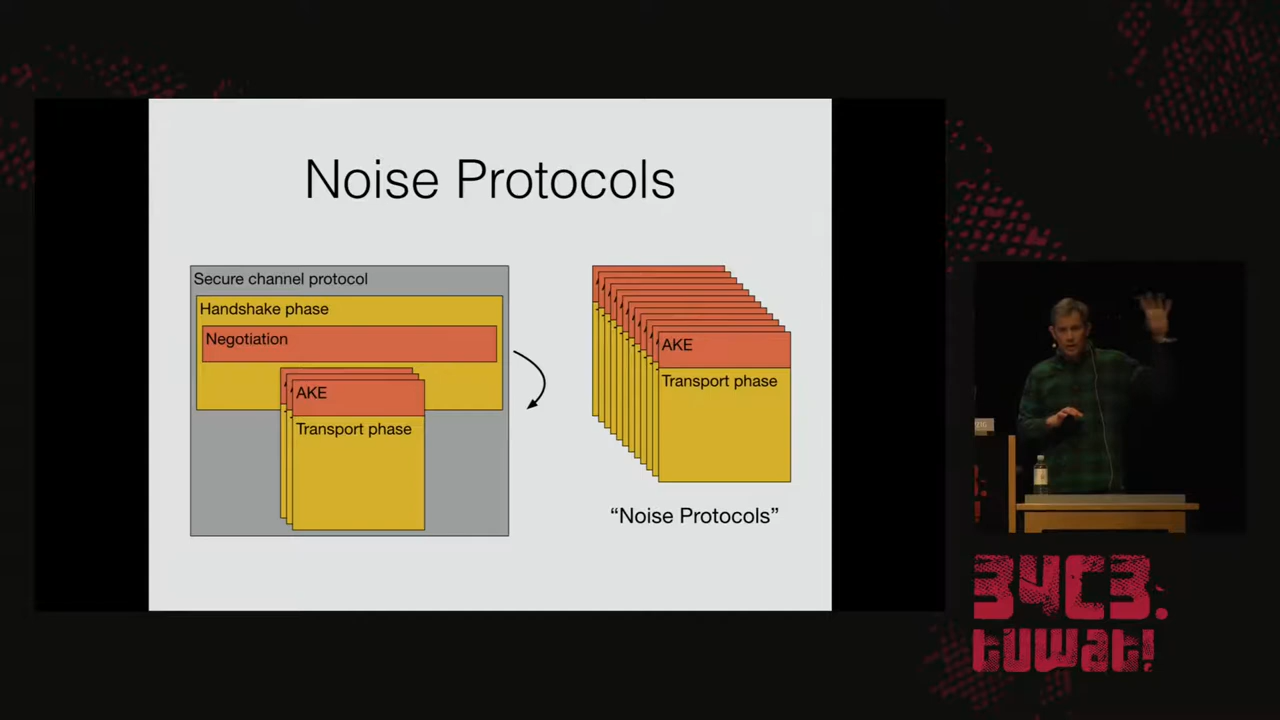 Noise Protocols
Secure channel protocol
Handshake phase
Negotiation
AKE
Transport phase
AKE
Transport phase
“Noise Protocols”
34C3.
tuwat!